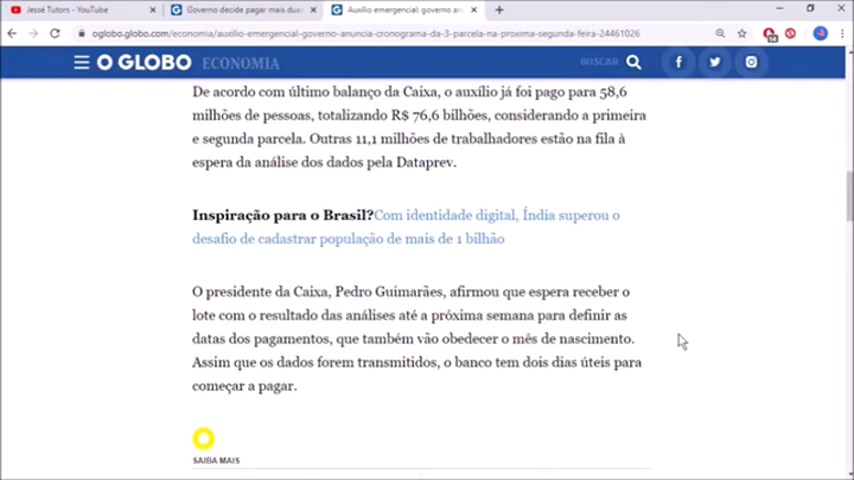 Jessé Tutors - YouTube
Governo decide pagar mais dua
Auxílio emergencial: governo an
oglobo.globo.com/economia/auxilio-emergencial-governo-anuncia-cronograma-da-3-parcela-na-proxima-segunda-feira-24461026
O GLOBO ECONOMIA
BUSCAR
De acordo com último balanço da Caixa, o auxílio já foi pago para 58,6
milhões de pessoas, totalizando R$ 76,6 bilhões, considerando a primeira
e segunda parcela. Outras 11,1 milhões de trabalhadores estão na fila à
espera da análise dos dados pela Dataprev.
Inspiração para o Brasil?Com identidade digital, Índia superou o
desafio de cadastrar população de mais de 1 bilhão
O presidente da Caixa, Pedro Guimarães, afirmou que espera receber o
lote com o resultado das análises até a próxima semana para definir as
datas dos pagamentos, que também vão obedecer o mês de nascimento.
Assim que os dados forem transmitidos, o banco tem dois dias úteis para
começar a pagar.
SAIBA MAIS